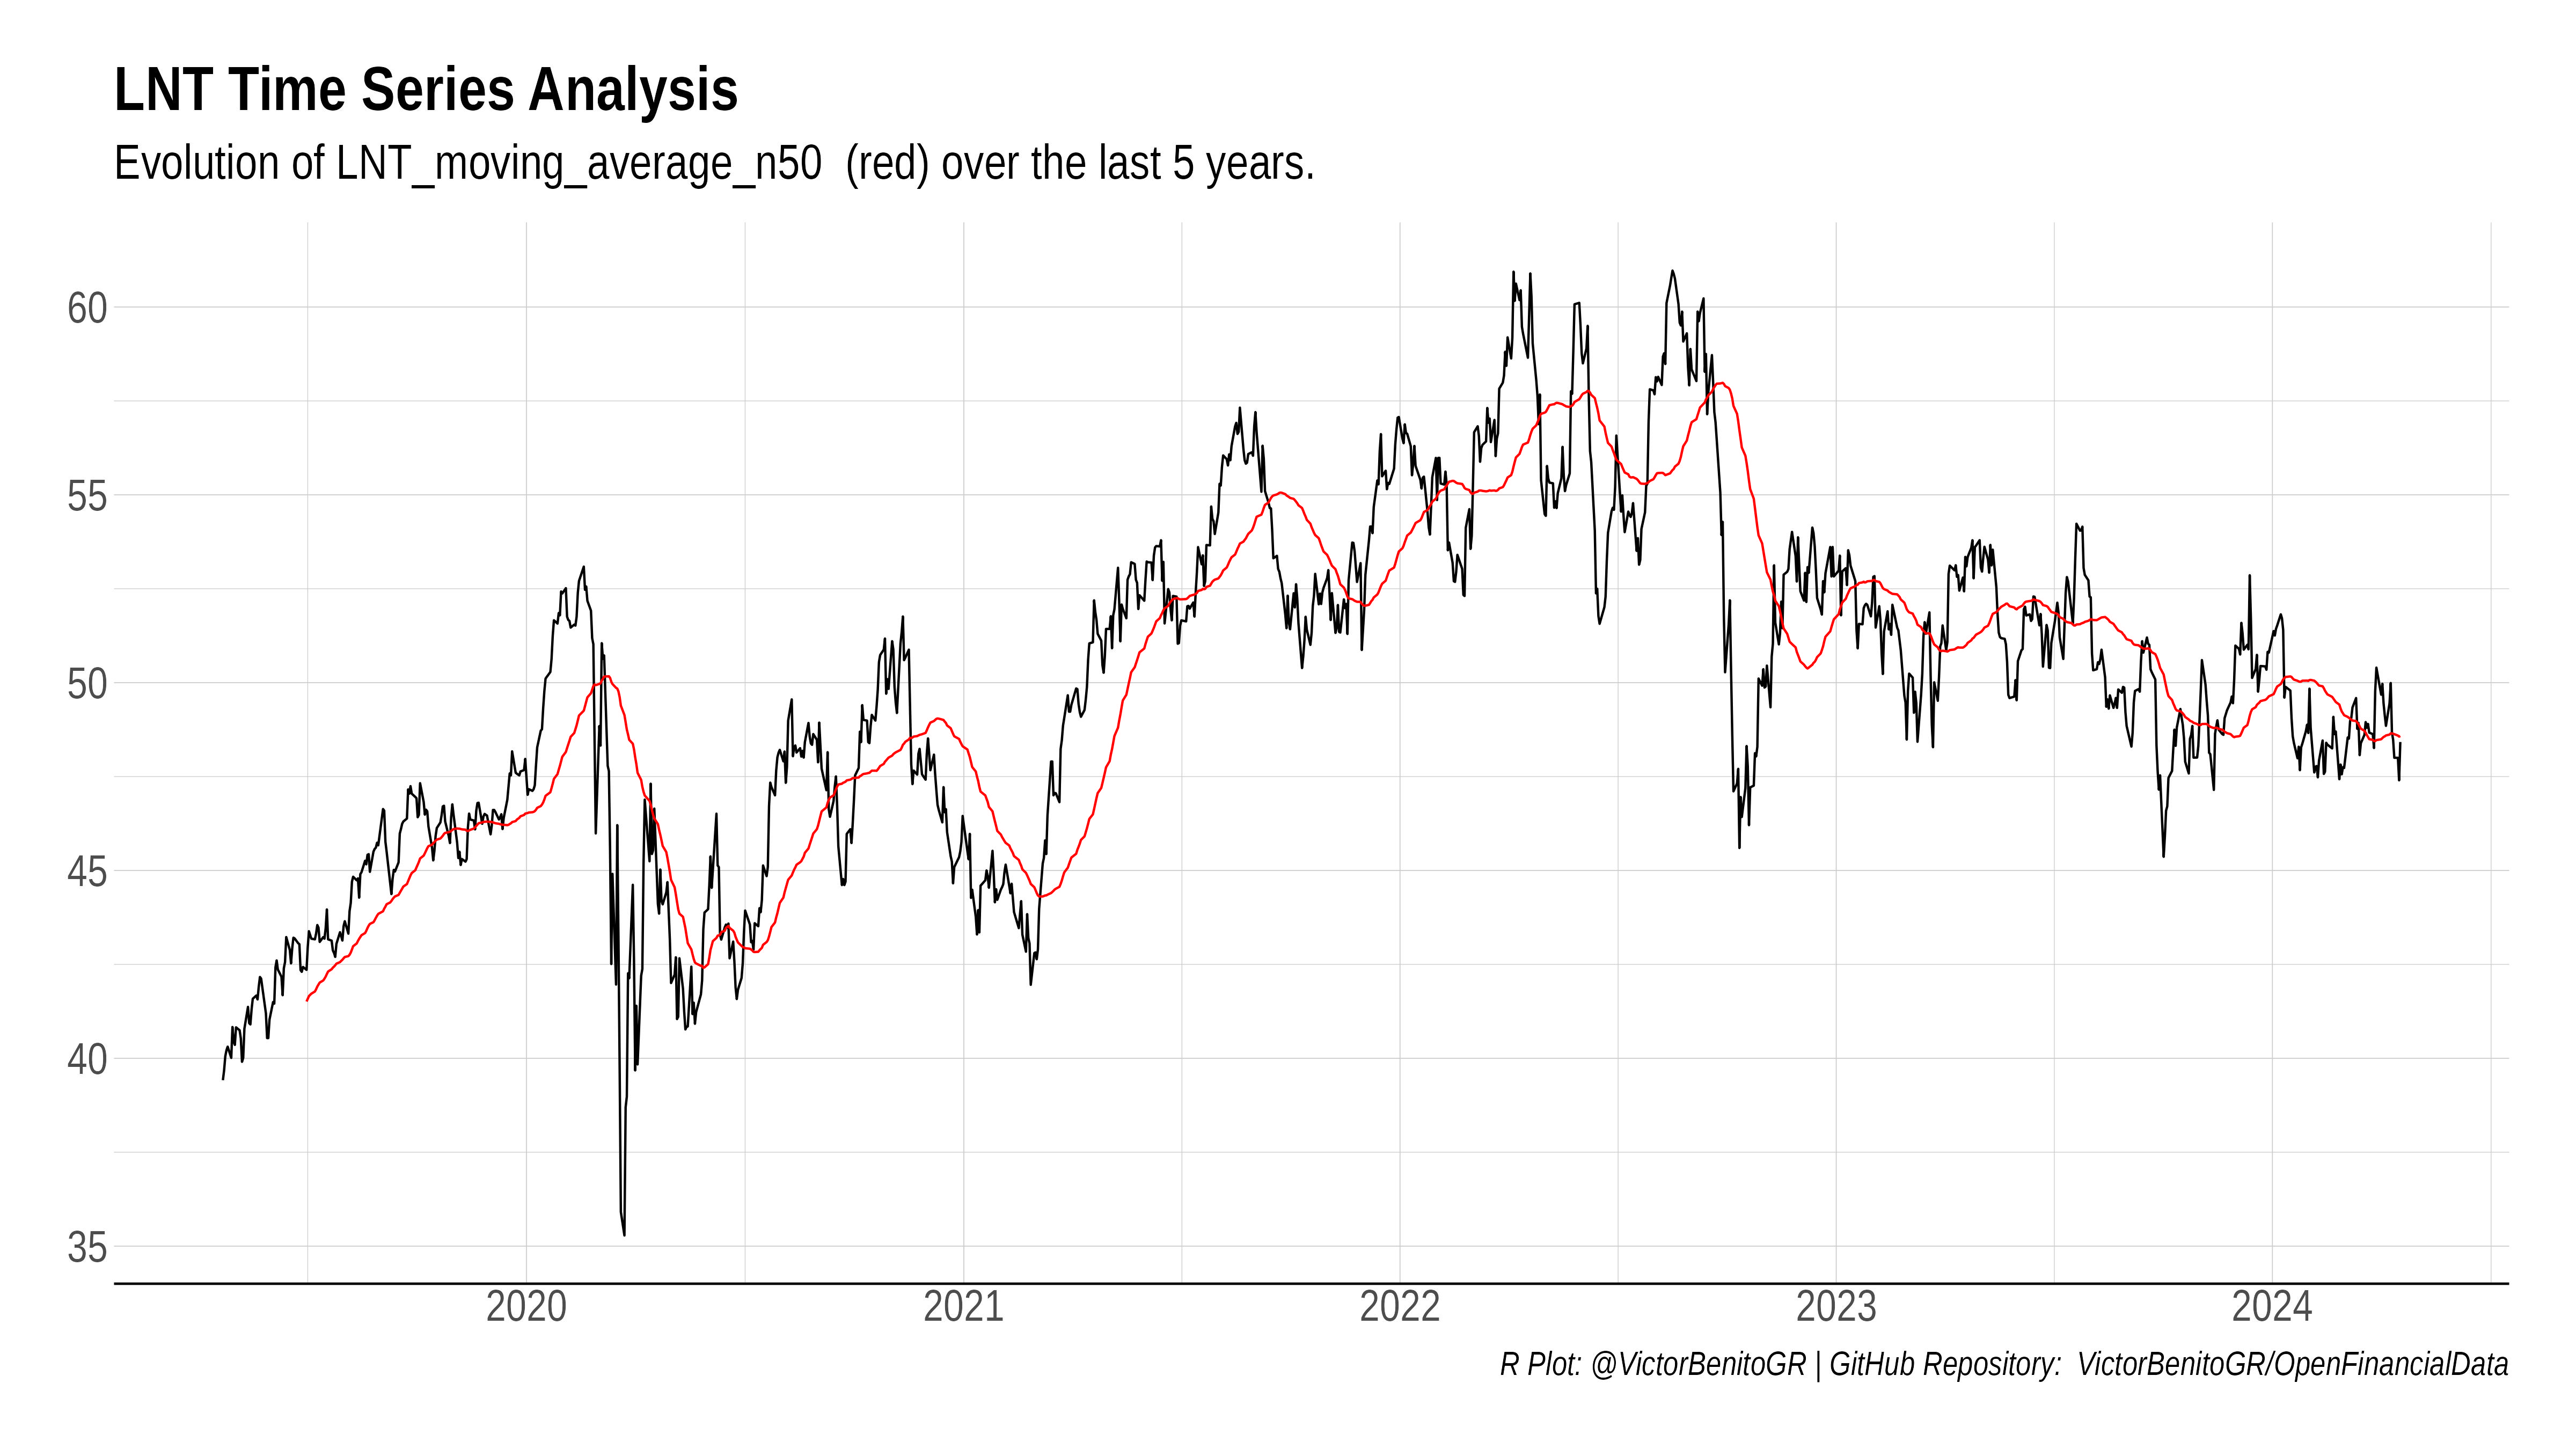 LNT Time Series Analysis
Evolution of LNT_moving_average_n50  (red) over the last 5 years.
60
55
50
45
40
35
2020 2021 2022 2023 2024
R Plot: @VictorBenitoGR | GitHub Repository:  VictorBenitoGR/OpenFinancialData